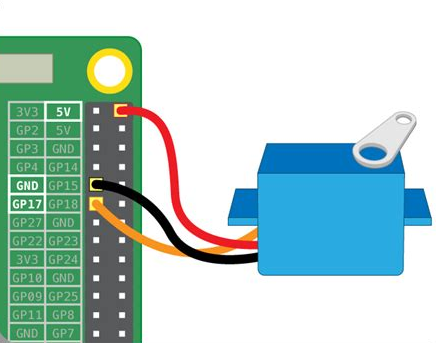 3V3 5V
GP2 5V
GP3 GND
GP4 GP14
GND GP15
GP17 GP18
GP27 GND
GP22 GP23
3V3 GP24
GP10 GND
GP09 GP25
GP11 GP8
GND GP7